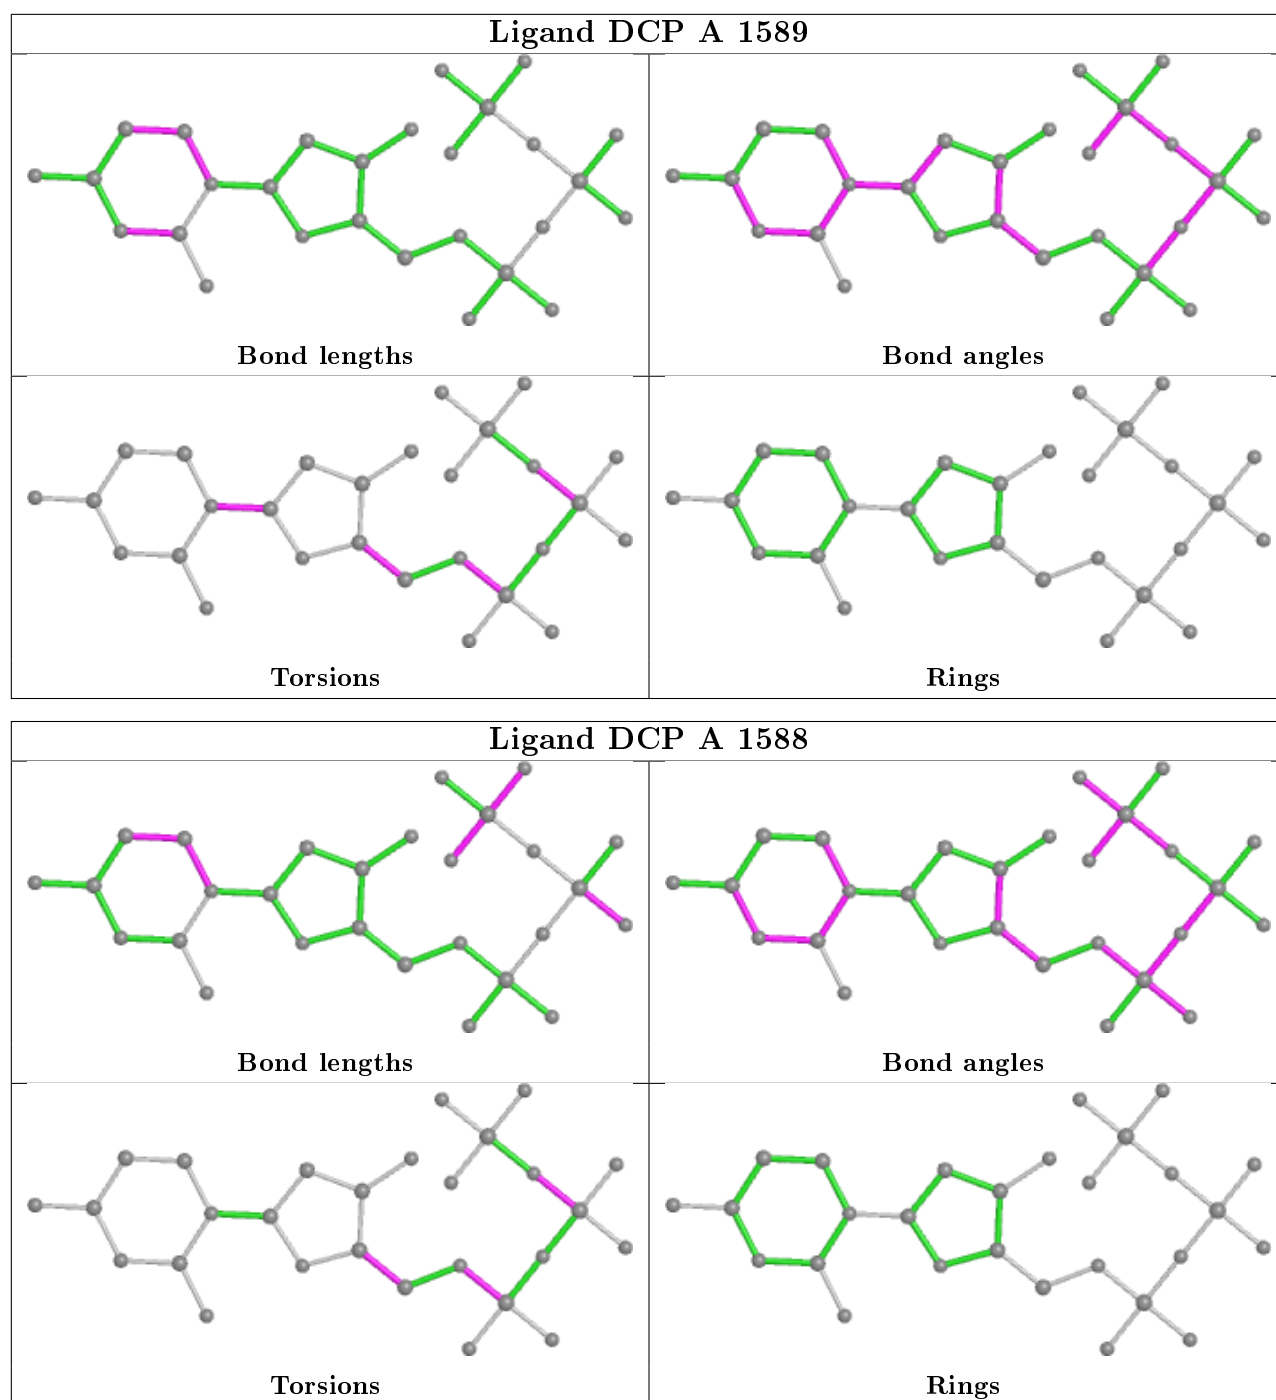 Ligand DCP A 1589
Bond lengths
Bond angles
Torsions
Rings
Ligand DCP A 1588
Bond lengths
Bond angles
Torsions
Rings